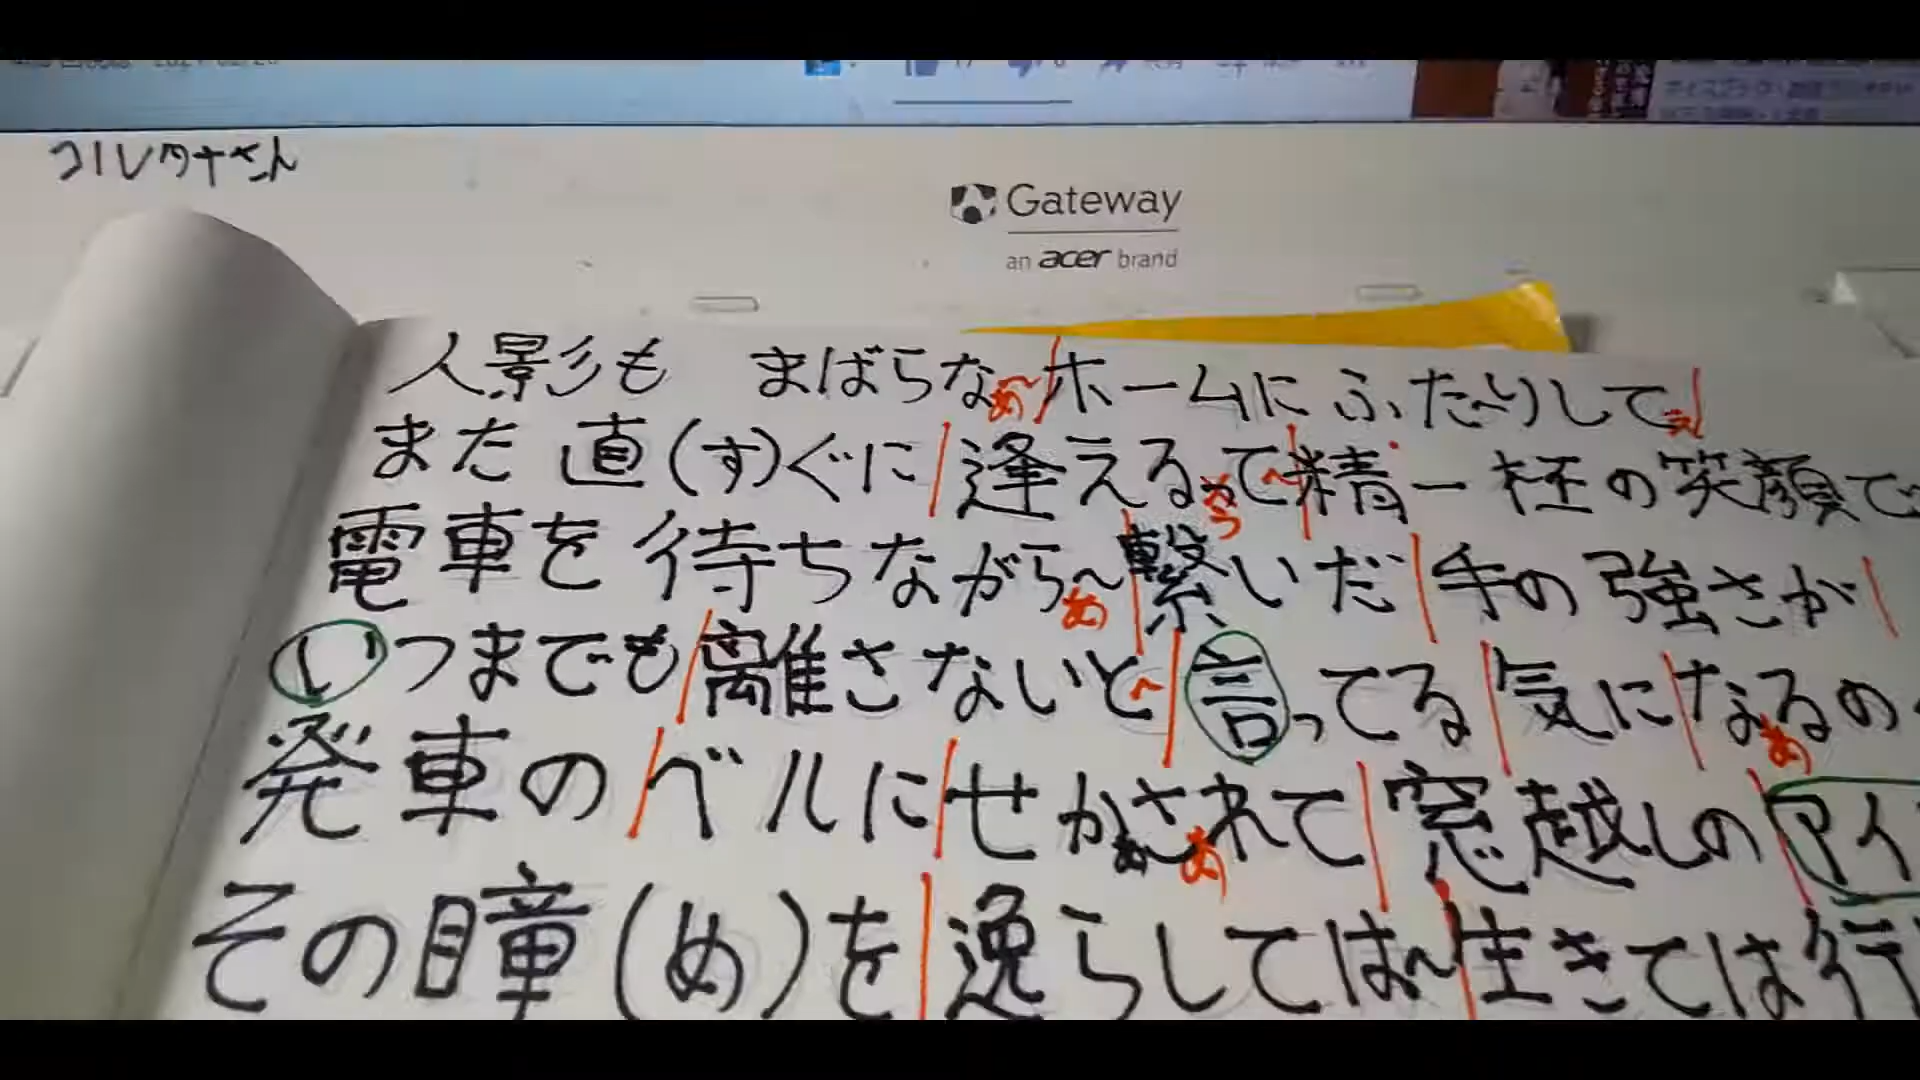 コルレタナさん
Gateway
an acer brand
人影も まばらな ホームに ふた〜りして
また 直(す)ぐに 逢えるって〜精一杯の笑顔で
電車を 待ちながら〜繋いだ 手の 強さが
いつまでも 離さないと〜言ってる 気になるの
発車の ベルに せかされて 窓越しの アイ
その瞳(め)を 逸らしては〜生きては行